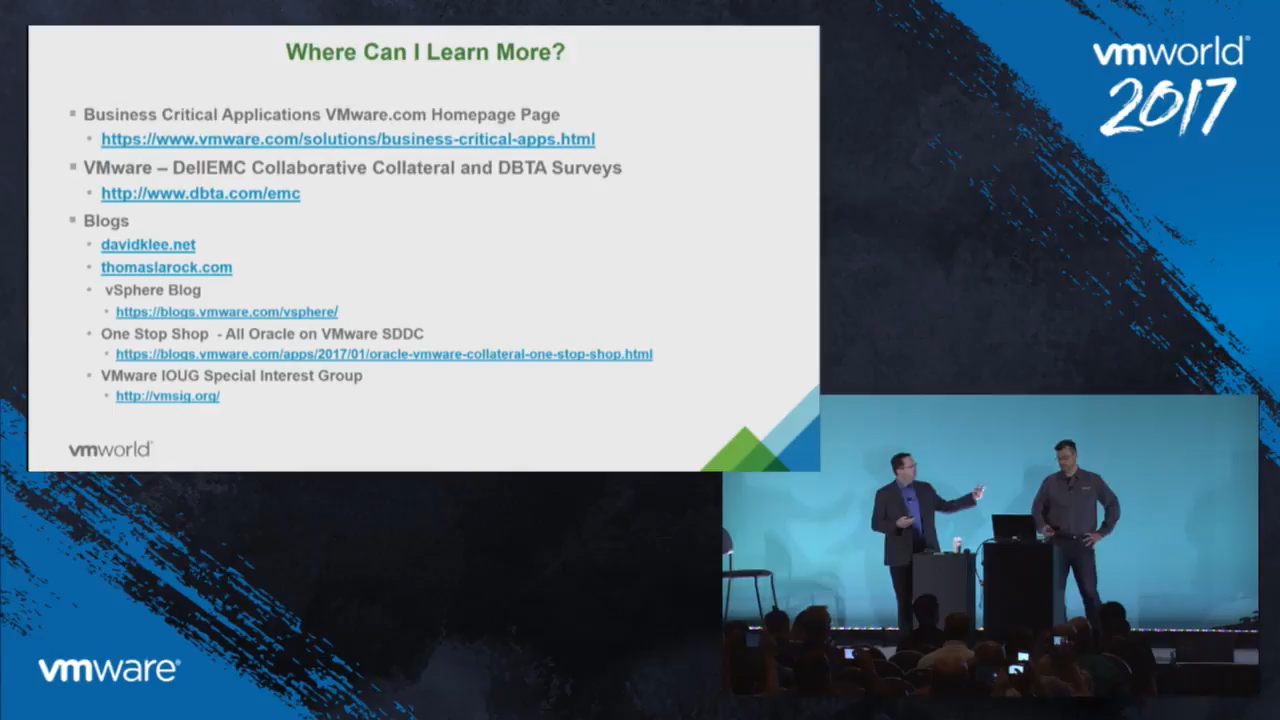 Where Can I Learn More?
Business Critical Applications VMware.com Homepage Page
https://www.vmware.com/solutions/business-critical-apps.html
VMware – DellEMC Collaborative Collateral and DBTA Surveys
http://www.dbta.com/emc
Blogs
davidklee.net
thomaslarock.com
vSphere Blog
https://blogs.vmware.com/vsphere/
One Stop Shop - All Oracle on VMware SDDC
https://blogs.vmware.com/apps/2017/01/oracle-vmware-collateral-one-stop-shop.html
VMware IOUG Special Interest Group
http://vmsig.org/
vmworld
vmworld®
2017
vmware®